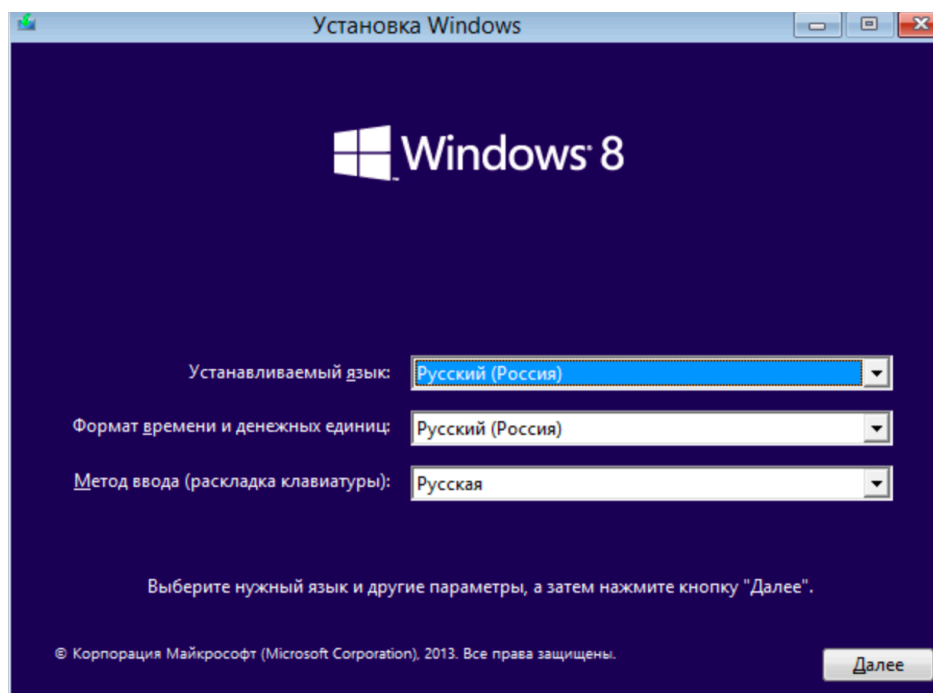 Установка Windows
Windows 8
Устанавливаемый язык: Русский (Россия)
Формат времени и денежных единиц: Русский (Россия)
Метод ввода (раскладка клавиатуры): Русская
Выберите нужный язык и другие параметры, а затем нажмите кнопку "Далее".
© Корпорация Майкрософт (Microsoft Corporation), 2013. Все права защищены.
Далее